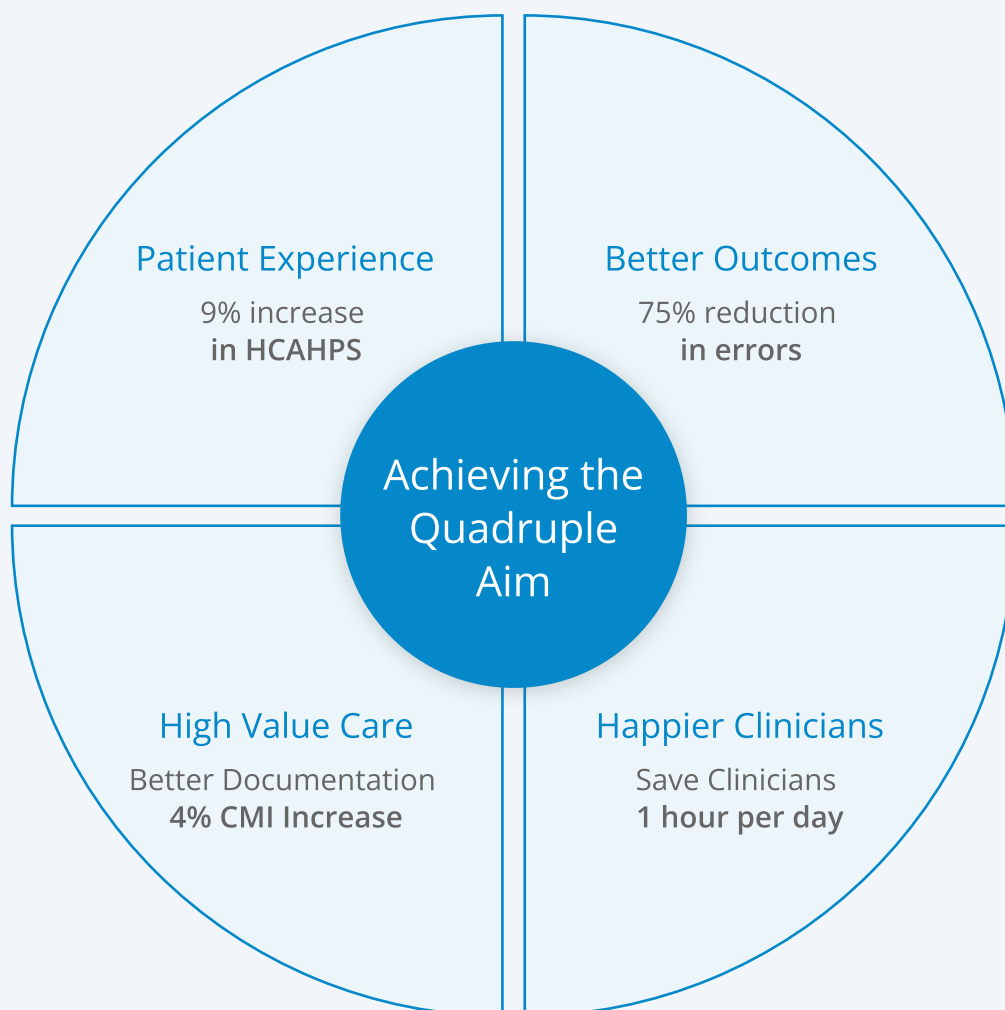 Patient Experience
9% increase
in HCAHPS
Better Outcomes
75% reduction
in errors
Achieving the
Quadruple
Aim
High Value Care
Better Documentation
4% CMI Increase
Happier Clinicians
Save Clinicians
1 hour per day